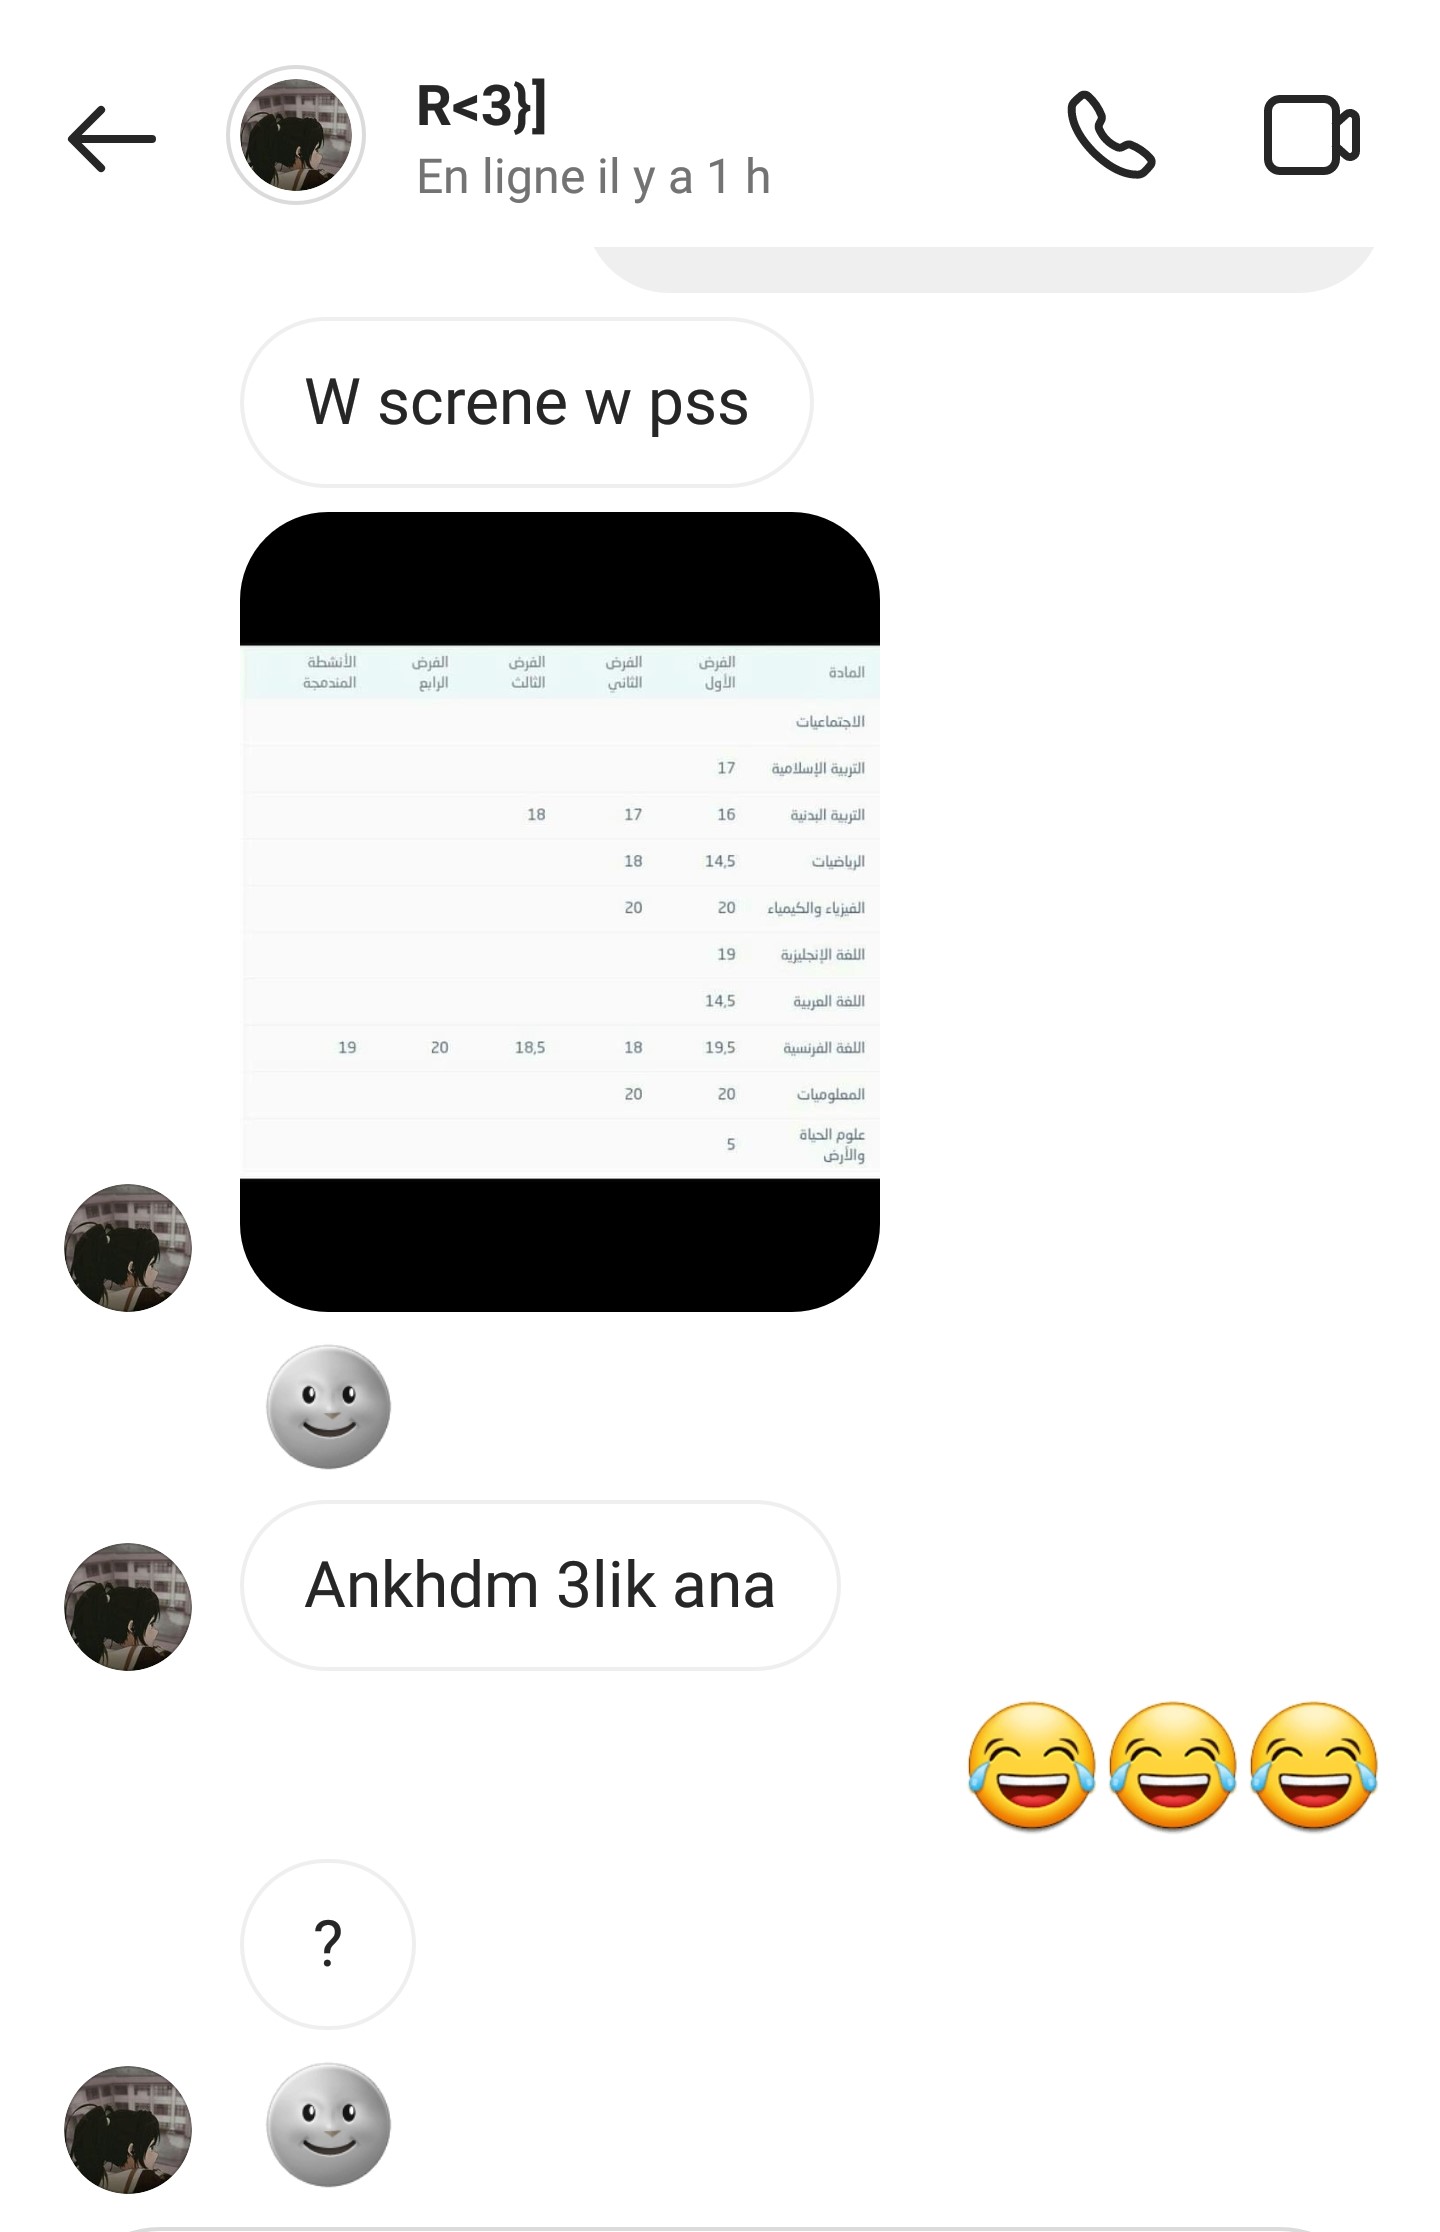 R<3}]
En ligne il y a 1 h
W screne w pss
المادة الفرض الأول الفرض الثاني الفرض الثالث الفرض الرابع الأنشطة المندمجة
الاجتماعيات
التربية الإسلامية 17
التربية البدنية 16 17 18
الرياضيات 14,5 18
الفيزياء والكيمياء 20 20
اللغة الإنجليزية 19
اللغة العربية 14,5
اللغة الفرنسية 19,5 18 18,5 20 19
المعلوميات 20 20
علوم الحياة والأرض 5
🌚
Ankhdm 3lik ana
😂😂😂
?
🌚